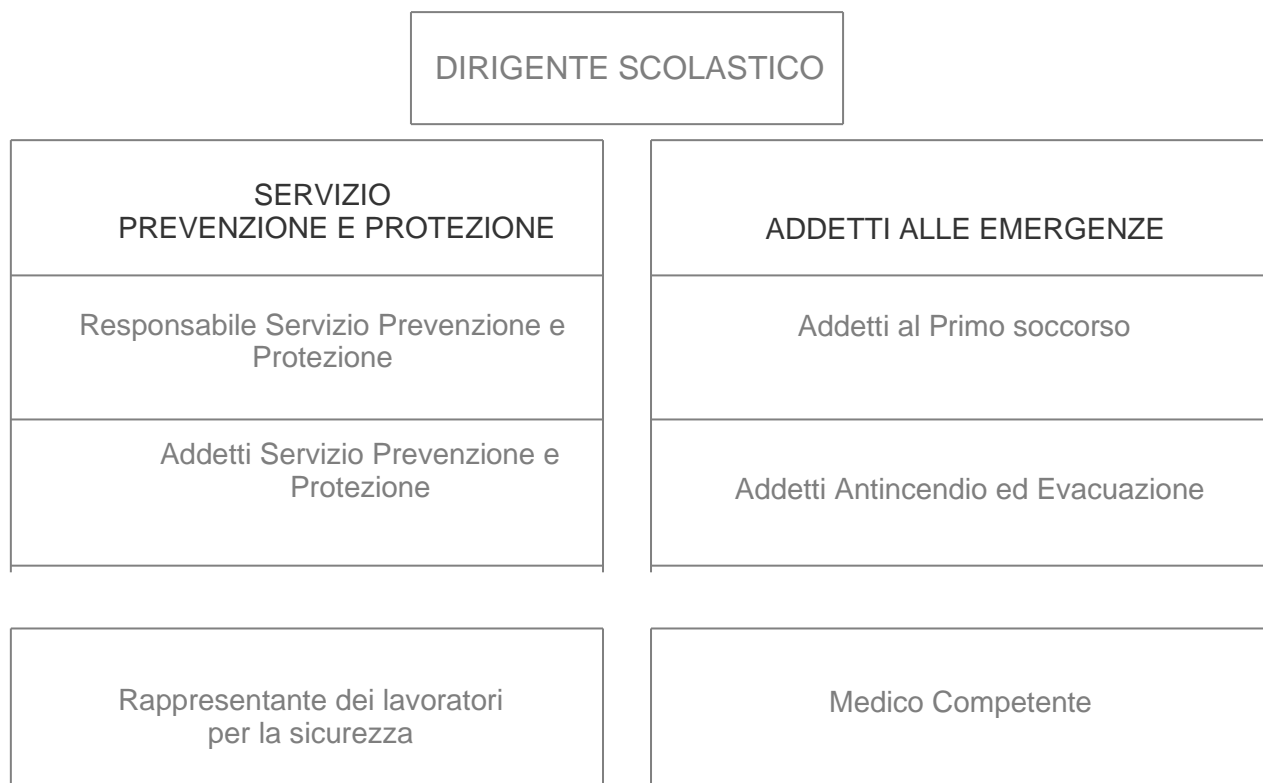 DIRIGENTE SCOLASTICO
SERVIZIO
PREVENZIONE E PROTEZIONE
Responsabile Servizio Prevenzione e
Protezione
Addetti Servizio Prevenzione e
Protezione
ADDETTI ALLE EMERGENZE
Addetti al Primo soccorso
Addetti Antincendio ed Evacuazione
Rappresentante dei lavoratori
per la sicurezza
Medico Competente